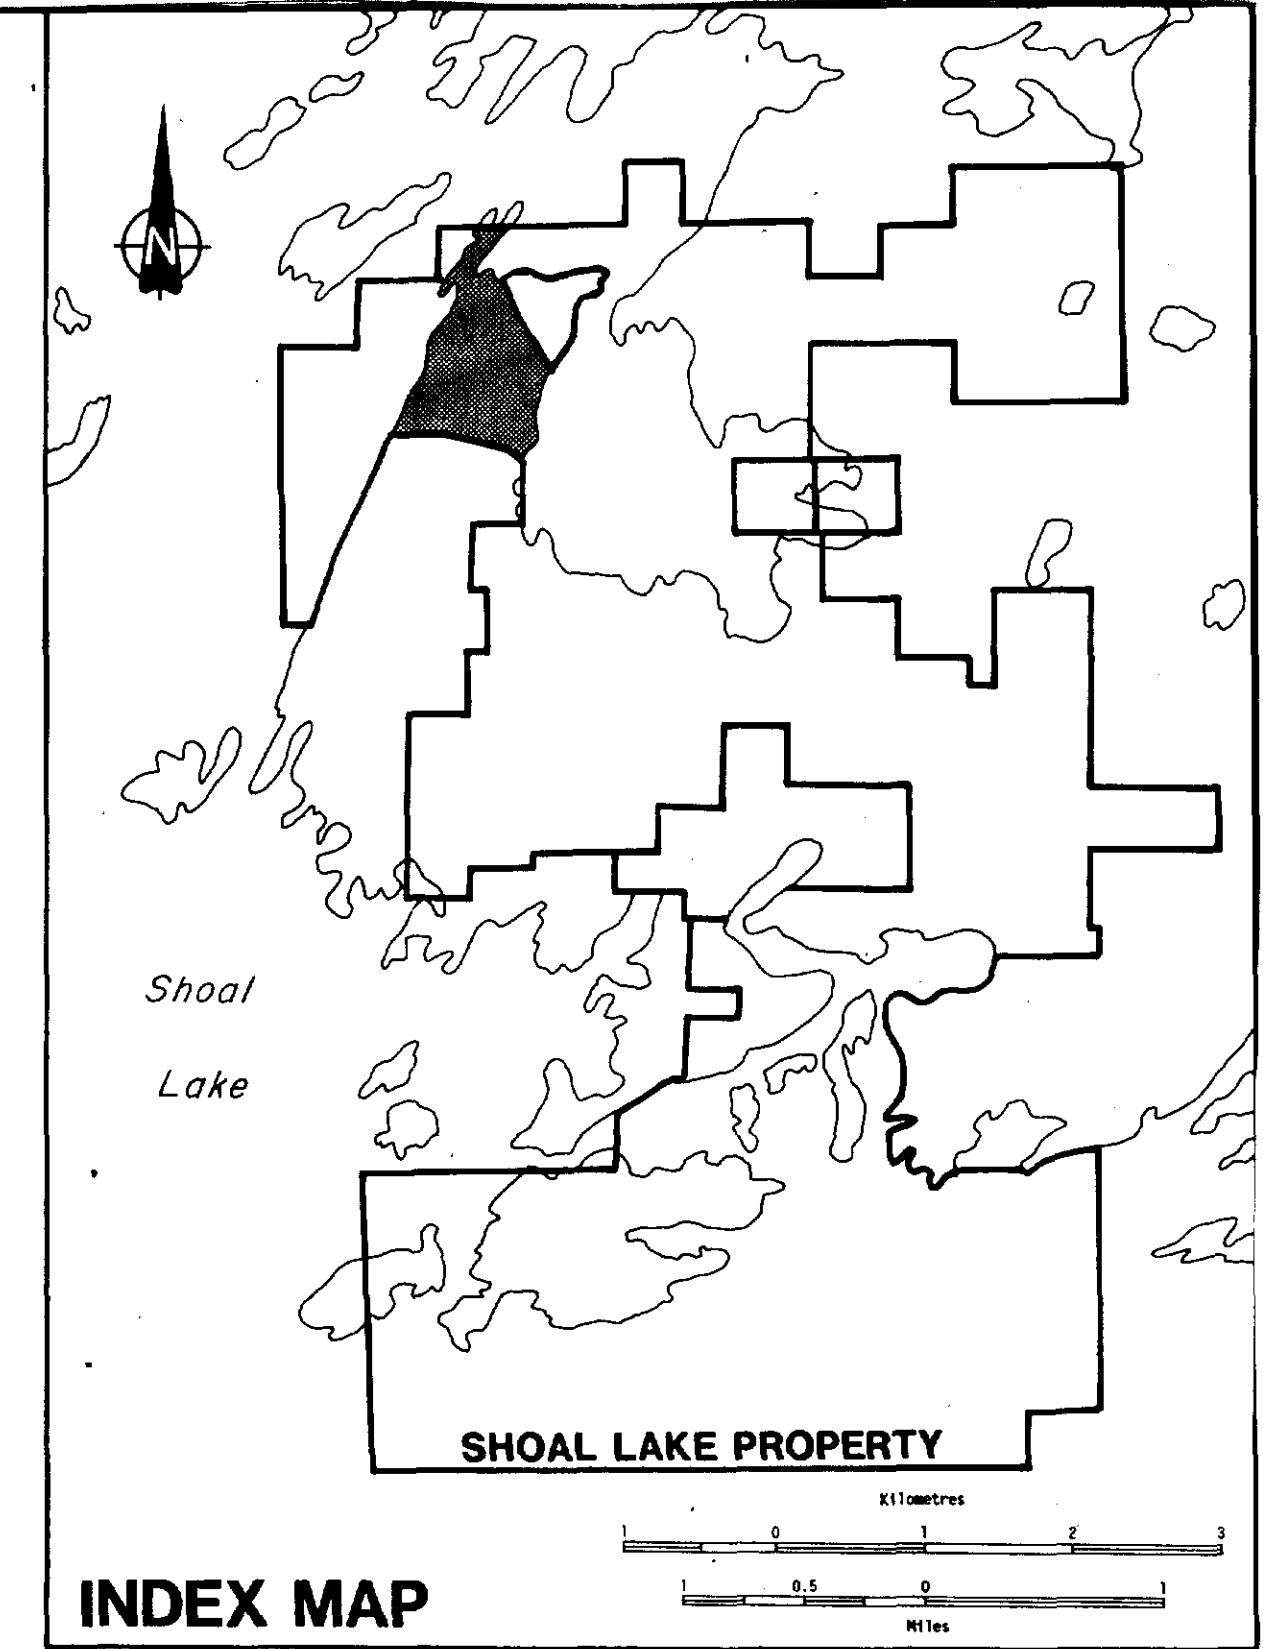 N
Shoal
Lake
SHOAL LAKE PROPERTY
Kilometres
1 0 1 2 3
INDEX MAP
1 0.5 0 1
Miles